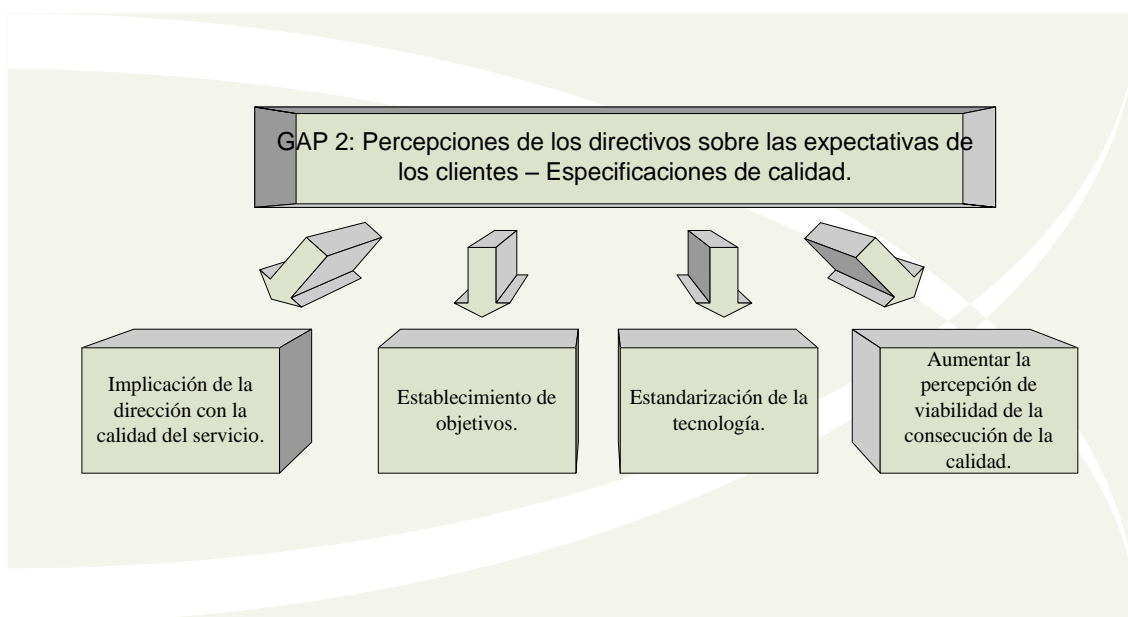 GAP 2: Percepciones de los directivos sobre las expectativas de
los clientes – Especificaciones de calidad.
Implicación de la
dirección con la
calidad del servicio.
Establecimiento de
objetivos.
Estandarización de la
tecnología.
Aumentar la
percepción de
viabilidad de la
consecución de la
calidad.